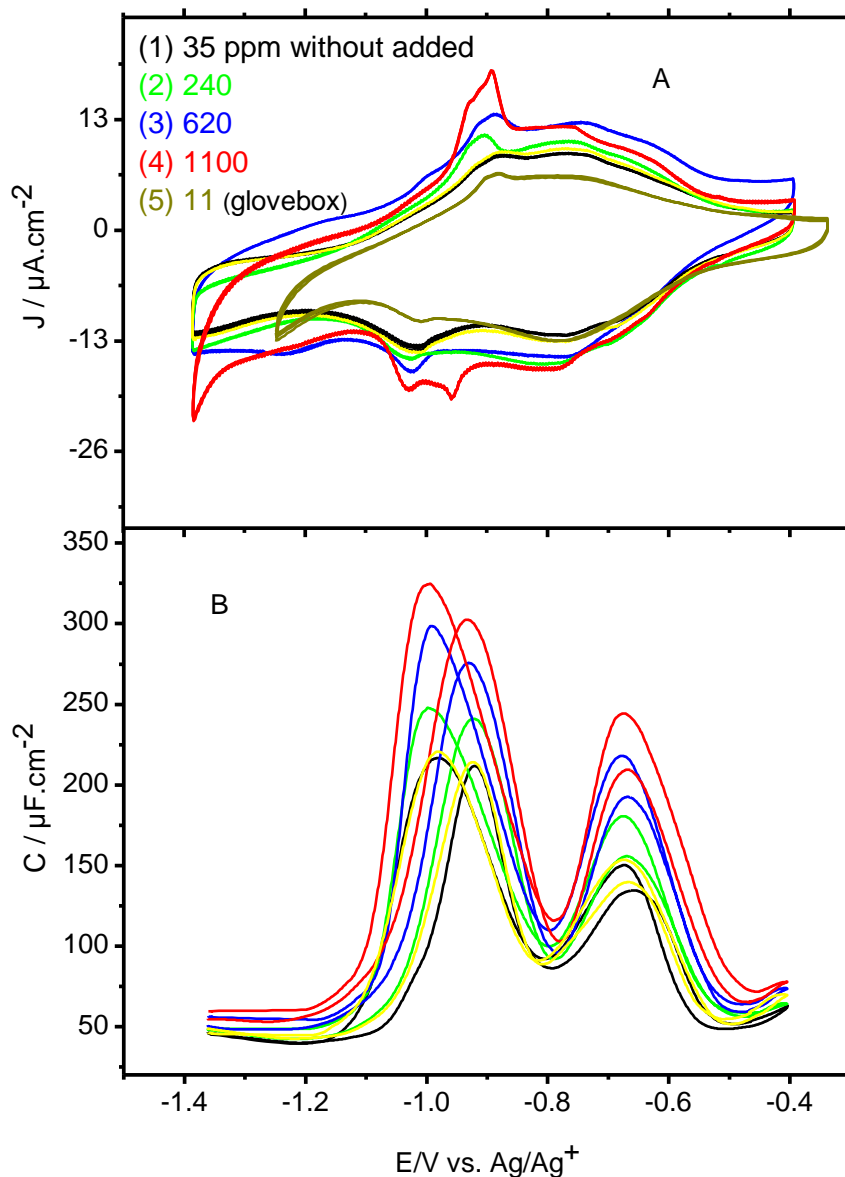 (1) 35 ppm without added
(2) 240
(3) 620
(4) 1100
(5) 11 (glovebox)
A
13
0
-13
-26
J / µA.cm-2
B
350
300
250
200
150
100
50
C / µF.cm-2
-1.4 -1.2 -1.0 -0.8 -0.6 -0.4
E/V vs. Ag/Ag+